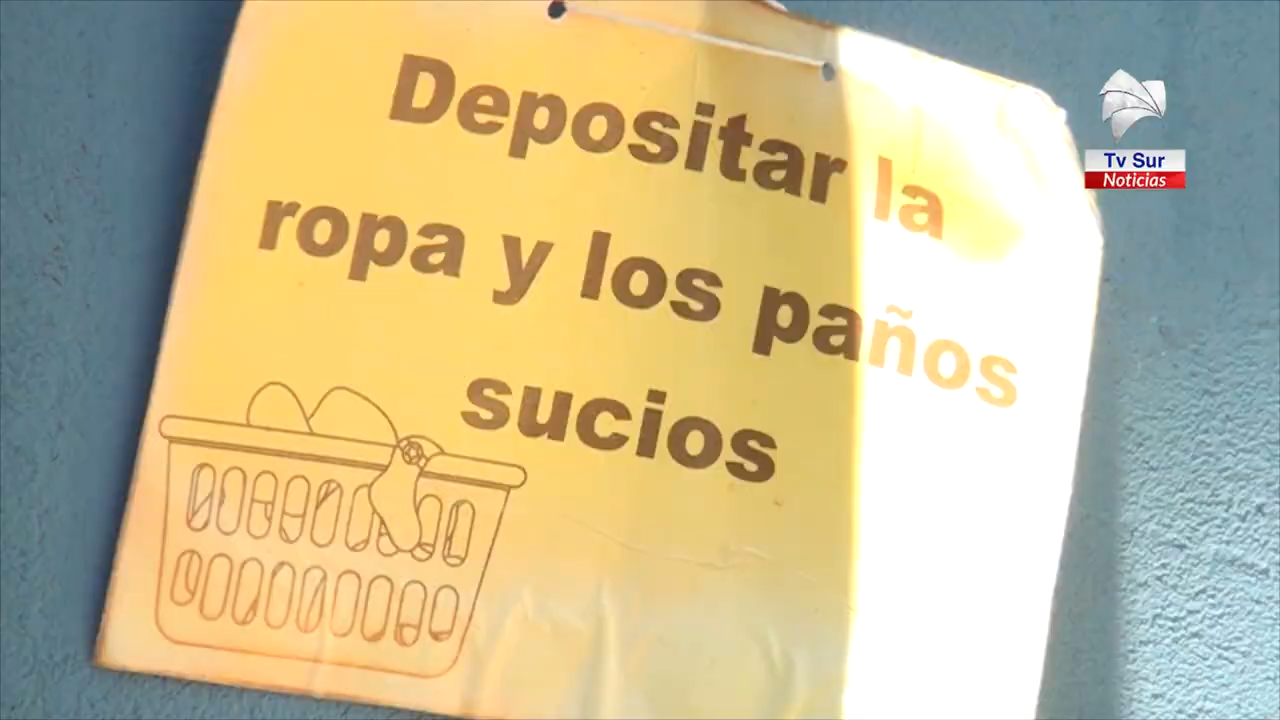 Depositar la
ropa y los paños
sucios
Tv Sur
Noticias